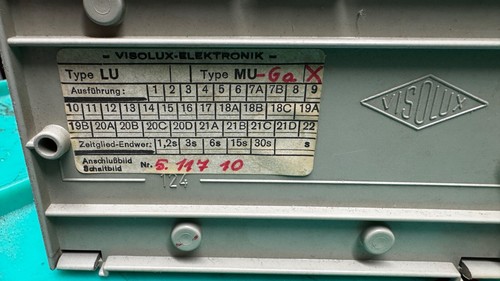 - VISOLUX-ELEKTRONIK -
Type LU Type MU-Ga X
Ausführung: 1 2 3 4 5 6 7A 7B 8 9
10 11 12 13 14 15 16 17 18A 18B 18C 19A
19B 20A 20B 20C 20D 21A 21B 21C 21D 22
Zeitglied-Endwer: 1,2s 3s 6s 15s 30s s
Anschlußbild
Schaltbild Nr. 5.117 10
124
VISOLUX